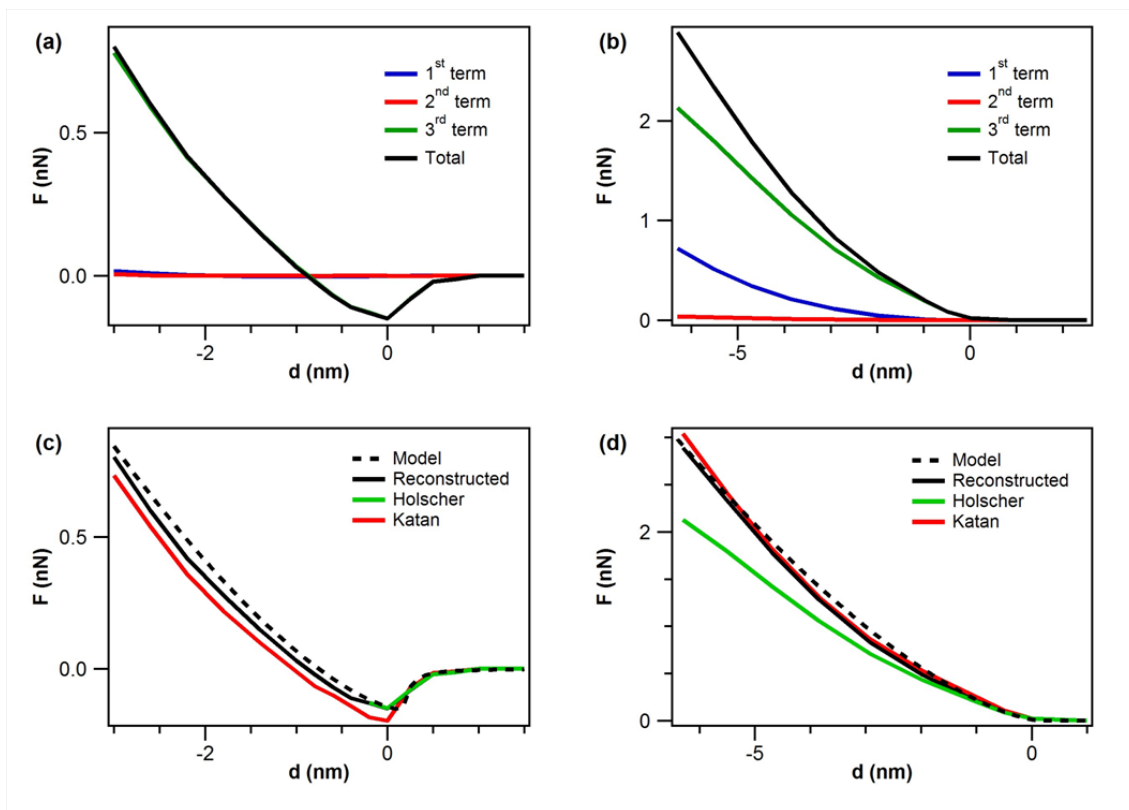 (a)
0.5
0.0
F (nN)
-2
0
d (nm)
1st term
2nd term
3rd term
Total
(b)
2
1
0
F (nN)
-5
0
d (nm)
1st term
2nd term
3rd term
Total
(c)
0.5
0.0
F (nN)
-2
0
d (nm)
Model
Reconstructed
Holscher
Katan
(d)
2
0
F (nN)
-5
0
d (nm)
Model
Reconstructed
Holscher
Katan